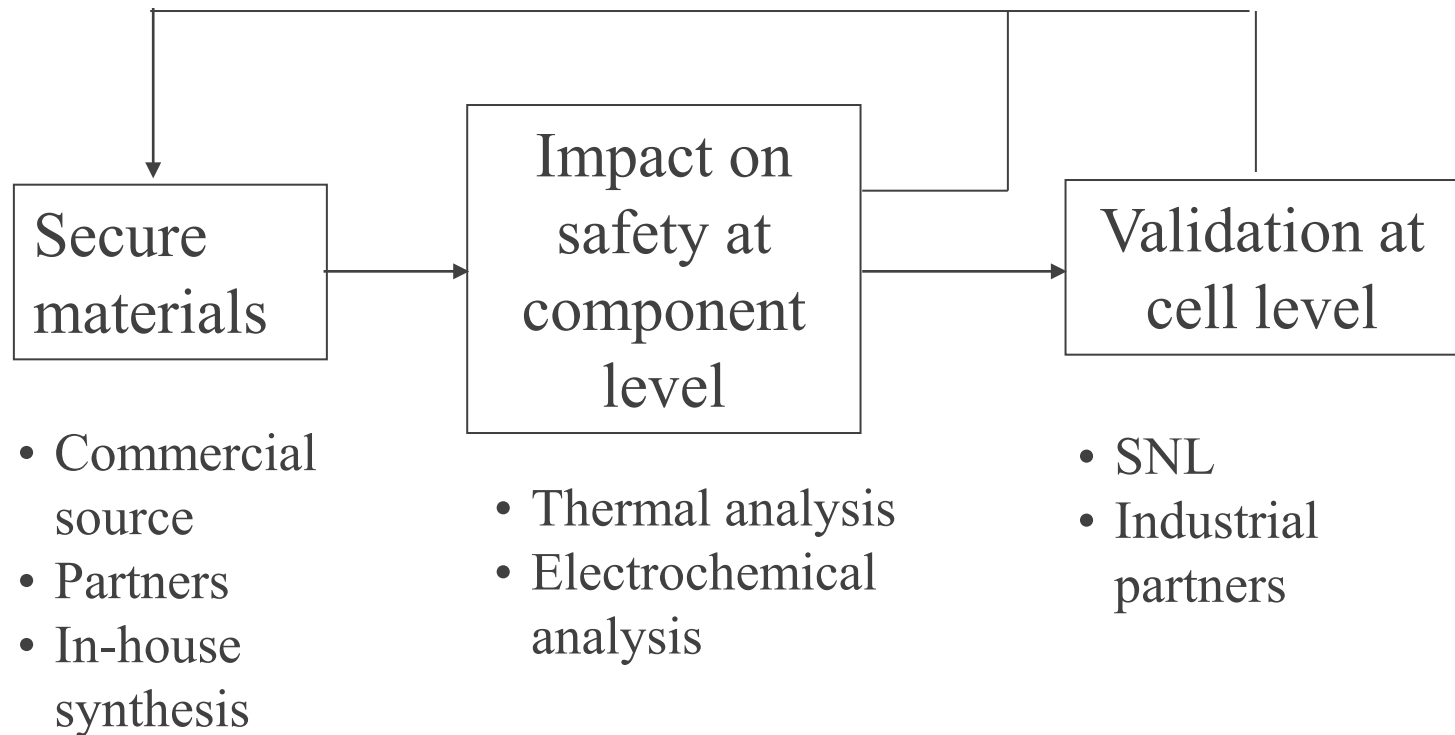 Secure
materials
Impact on
safety at
component
level
Validation at
cell level
• Commercial
source
• Partners
• In-house
synthesis
• Thermal analysis
• Electrochemical
analysis
• SNL
• Industrial
partners